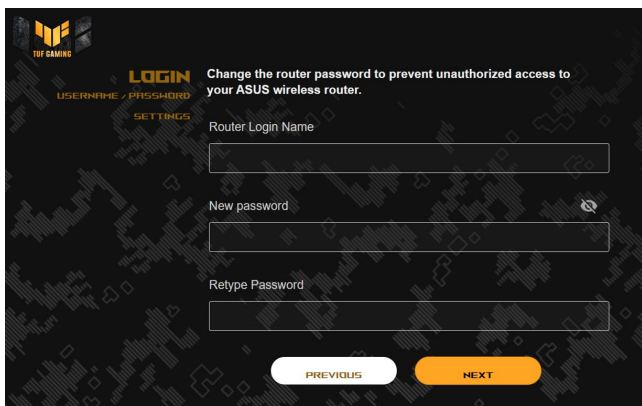 TUF GAMING
LOGIN
USERNAME / PASSWORD
SETTINGS
Change the router password to prevent unauthorized access to
your ASUS wireless router.
Router Login Name
New password
Retype Password
PREVIOUS
NEXT